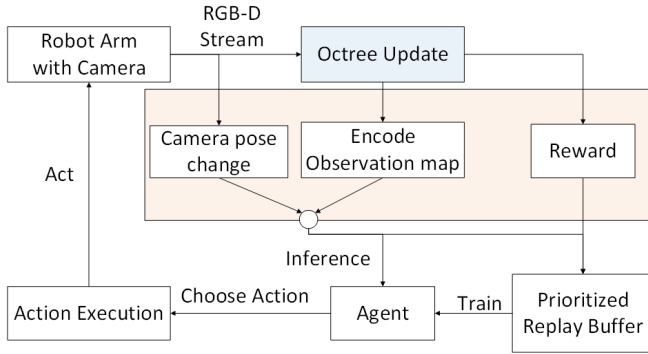 RGB-D
Stream
Robot Arm
with Camera
Octree Update
Camera pose
change
Encode
Observation map
Reward
Act
Inference
Choose Action
Train
Action Execution
Agent
Prioritized
Replay Buffer